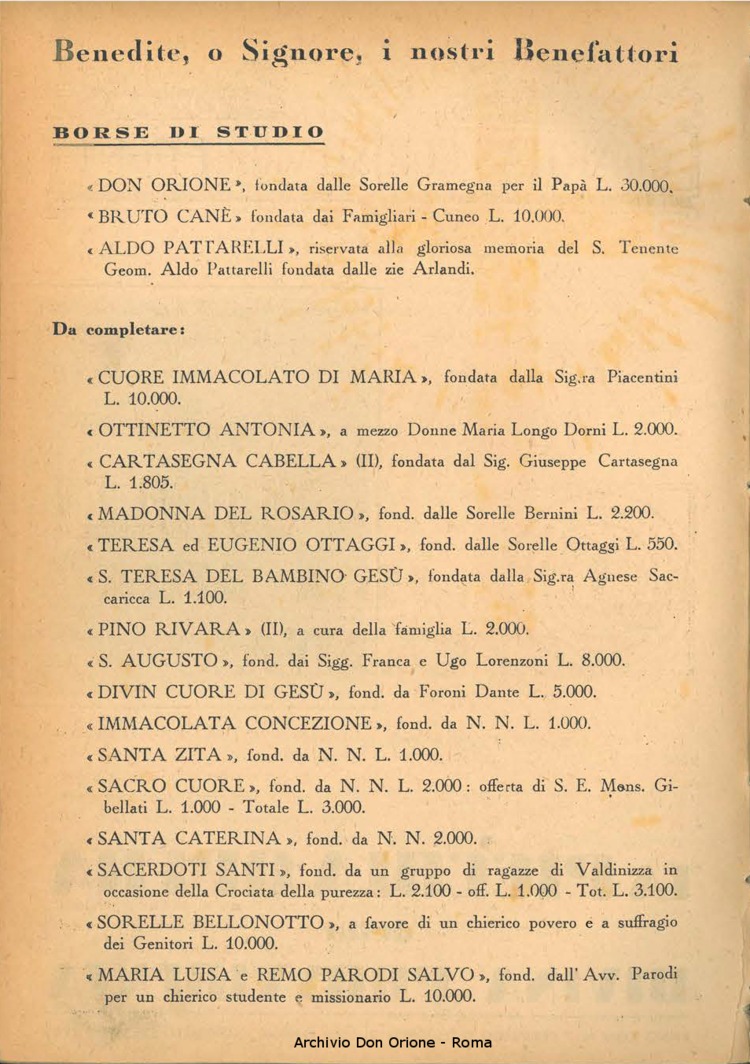 Benedite, o Signore, i nostri Benefattori
BORSE DI STUDIO
« DON ORIONE », fondata dalle Sorelle Gramegna per il Papà L. 30.000.
« BRUTO CANÈ » fondata dai Famigliari - Cuneo L. 10.000.
« ALDO PATTARELLI », riservata alla gloriosa memoria del S. Tenente
Geom. Aldo Pattarelli fondata dalle zie Arlandi.
Da completare:
« CUORE IMMACOLATO DI MARIA », fondata dalla Sig.ra Piacentini
L. 10.000.
« OTTINETTO ANTONIA », a mezzo Donne Maria Longo Dorni L. 2.000.
« CARTASEGNA CABELLA » (II), fondata dal Sig. Giuseppe Cartasegna
L. 1.805.
« MADONNA DEL ROSARIO », fond. dalle Sorelle Bernini L. 2.200.
« TERESA ed EUGENIO OTTAGGI », fond. dalle Sorelle Ottaggi L. 550.
« S. TERESA DEL BAMBINO GESÙ », fondata dalla Sig.ra Agnese Sac-
caricca L. 1.100.
« PINO RIVARA » (II), a cura della famiglia L. 2.000.
« S. AUGUSTO », fond. dai Sigg. Franca e Ugo Lorenzoni L. 8.000.
« DIVIN CUORE DI GESÙ », fond. da Foroni Dante L. 5.000.
« IMMACOLATA CONCEZIONE », fond. da N. N. L. 1.000.
« SANTA ZITA », fond. da N. N. L. 1.000.
« SACRO CUORE », fond. da N. N. L. 2.000 : offerta di S. E. Mons. Gi-
bellati L. 1.000 - Totale L. 3.000.
« SANTA CATERINA », fond. da N. N. 2.000.
« SACERDOTI SANTI », fond. da un gruppo di ragazze di Valdinizza in
occasione della Crociata della purezza : L. 2.100 - off. L. 1.000 - Tot. L. 3.100.
« SORELLE BELLONOTTO », a favore di un chierico povero e a suffragio
dei Genitori L. 10.000.
« MARIA LUISA e REMO PARODI SALVO », fond. dall' Avv. Parodi
per un chierico studente e missionario L. 10.000.
Archivio Don Orione - Roma